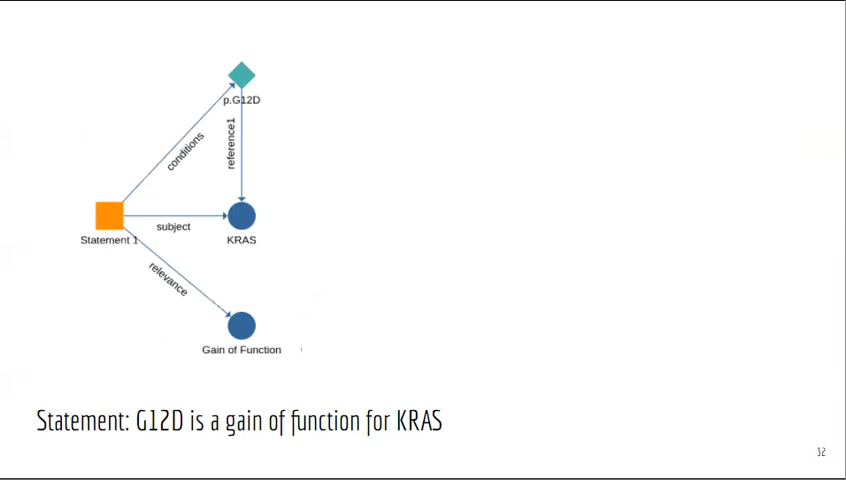 p.G12D
conditions
reference1
subject
Statement 1
KRAS
relevance
Gain of Function
Statement: G12D is a gain of function for KRAS
32